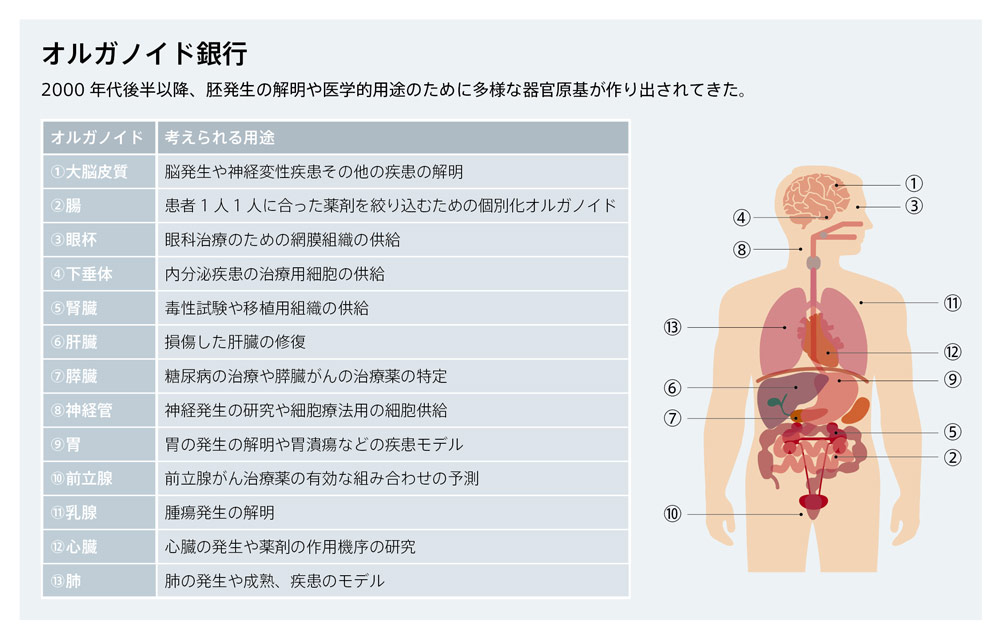 オルガノイド銀行
2000 年代後半以降、胚発生の解明や医学的用途のために多様な器官原基が作り出されてきた。
オルガノイド 考えられる用途
①大脳皮質 脳発生や神経変性疾患その他の疾患の解明
②腸 患者 1 人 1 人に合った薬剤を絞り込むための個別化オルガノイド
③眼杯 眼科治療のための網膜組織の供給
④下垂体 内分泌疾患の治療用細胞の供給
⑤腎臓 毒性試験や移植用組織の供給
⑥肝臓 損傷した肝臓の修復
⑦膵臓 糖尿病の治療や膵臓がんの治療薬の特定
⑧神経管 神経発生の研究や細胞療法用の細胞供給
⑨胃 胃の発生の解明や胃潰瘍などの疾患モデル
⑩前立腺 前立腺がん治療薬の有効な組み合わせの予測
⑪乳腺 腫瘍発生の解明
⑫心臓 心臓の発生や薬剤の作用機序の研究
⑬肺 肺の発生や成熟、疾患のモデル
①
③
④
⑧
⑪
⑬
⑫
⑨
⑥
⑦
⑤
②
⑩